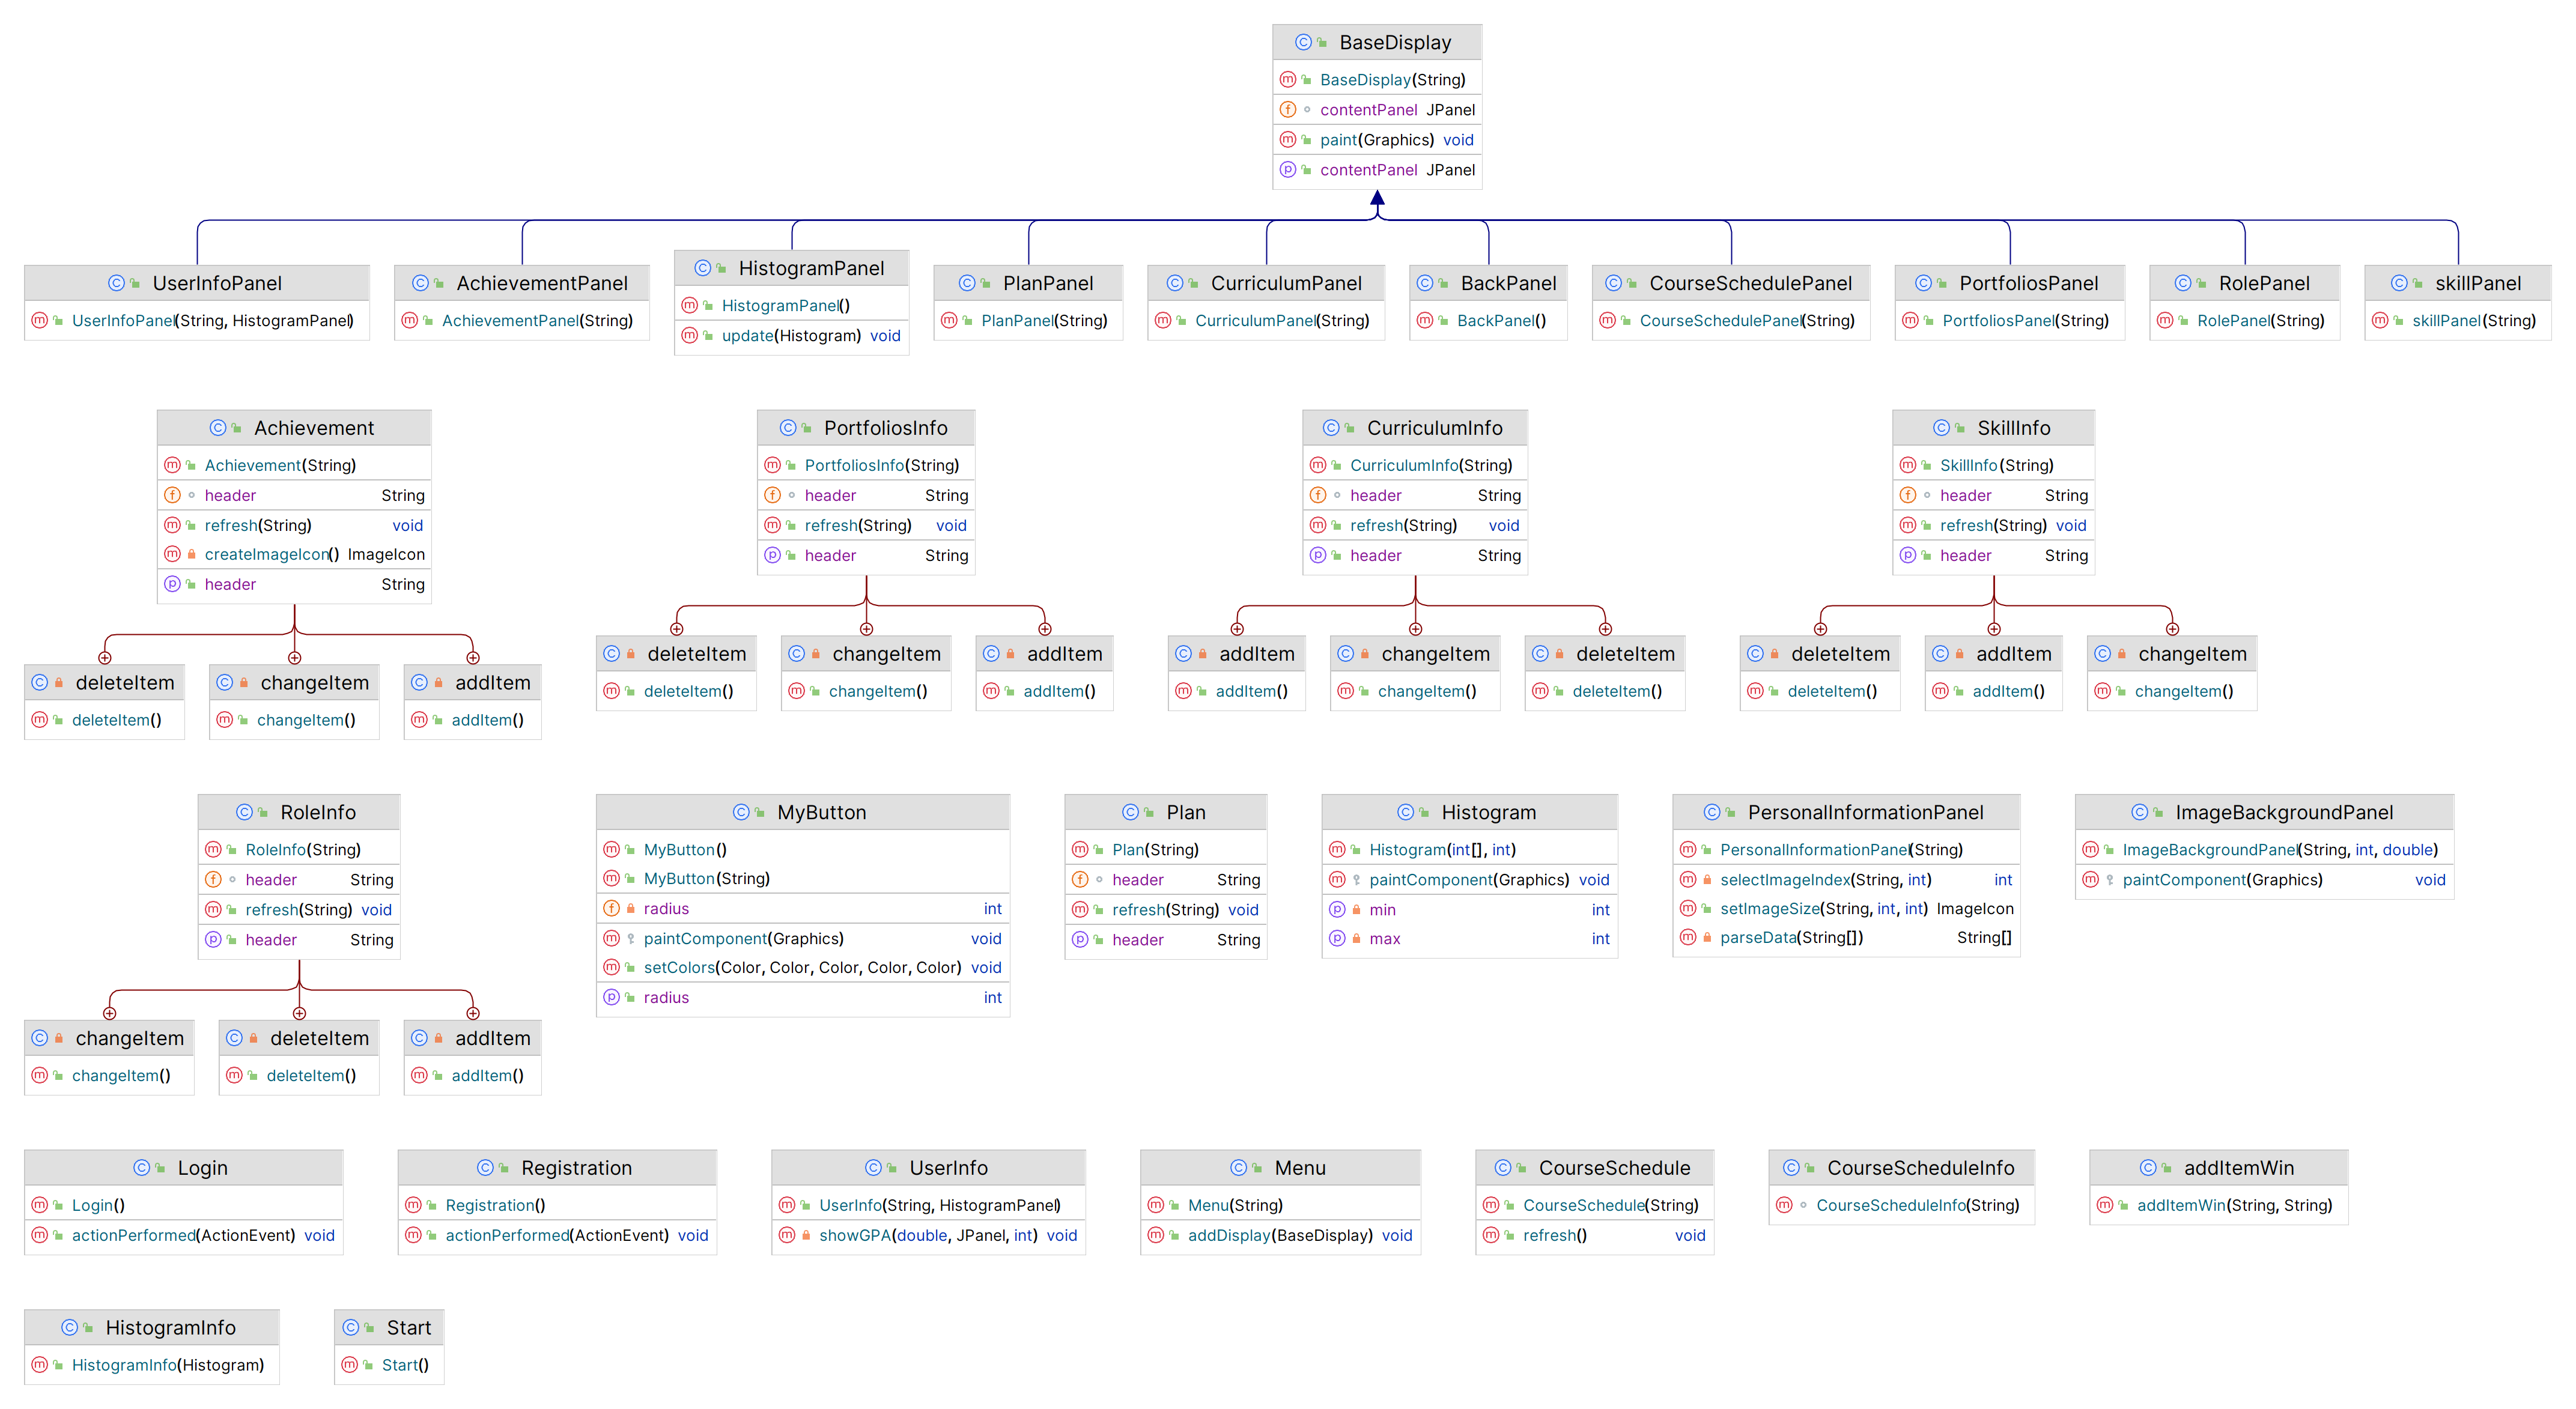 BaseDisplay
BaseDisplay(String)
contentPanel JPanel
paint(Graphics) void
contentPanel JPanel
UserInfoPanel
UserInfoPanel(String, HistogramPanel)
AchievementPanel
AchievementPanel(String)
HistogramPanel
HistogramPanel()
update(Histogram) void
PlanPanel
PlanPanel(String)
CurriculumPanel
CurriculumPanel(String)
BackPanel
BackPanel()
CourseSchedulePanel
CourseSchedulePanel(String)
PortfoliosPanel
PortfoliosPanel(String)
RolePanel
RolePanel(String)
skillPanel
skillPanel(String)
Achievement
Achievement(String)
header String
refresh(String) void
createImageIcon() ImageIcon
header String
deleteItem
deleteItem()
changeItem
changeItem()
addItem
addItem()
PortfoliosInfo
PortfoliosInfo(String)
header String
refresh(String) void
header String
deleteItem
deleteItem()
changeItem
changeItem()
addItem
addItem()
CurriculumInfo
CurriculumInfo(String)
header String
refresh(String) void
header String
addItem
addItem()
changeItem
changeItem()
deleteItem
deleteItem()
SkillInfo
SkillInfo(String)
header String
refresh(String) void
header String
deleteItem
deleteItem()
addItem
addItem()
changeItem
changeItem()
RoleInfo
RoleInfo(String)
header String
refresh(String) void
header String
changeItem
changeItem()
deleteItem
deleteItem()
addItem
addItem()
MyButton
MyButton()
MyButton(String)
radius int
paintComponent(Graphics) void
setColors(Color, Color, Color, Color, Color) void
radius int
Plan
Plan(String)
header String
refresh(String) void
header String
Histogram
Histogram(int[], int)
paintComponent(Graphics) void
min int
max int
PersonalInformationPanel
PersonalInformationPanel(String)
selectImageIndex(String, int) int
setImageSize(String, int, int) ImageIcon
parseData(String[]) String[]
ImageBackgroundPanel
ImageBackgroundPanel(String, int, double)
paintComponent(Graphics) void
Login
Login()
actionPerformed(ActionEvent) void
Registration
Registration()
actionPerformed(ActionEvent) void
UserInfo
UserInfo(String, HistogramPanel)
showGPA(double, JPanel, int) void
Menu
Menu(String)
addDisplay(BaseDisplay) void
CourseSchedule
CourseSchedule(String)
refresh() void
CourseScheduleInfo
CourseScheduleInfo(String)
addItemWin
addItemWin(String, String)
HistogramInfo
HistogramInfo(Histogram)
Start
Start()